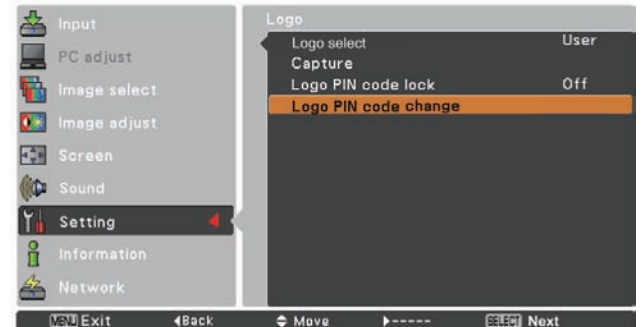 Input
PC adjust
Image select
Image adjust
Screen
Sound
Setting
Information
Network
Logo
Logo select User
Capture
Logo PIN code lock Off
Logo PIN code change
MENU Exit Back Move ----- SELECT Next